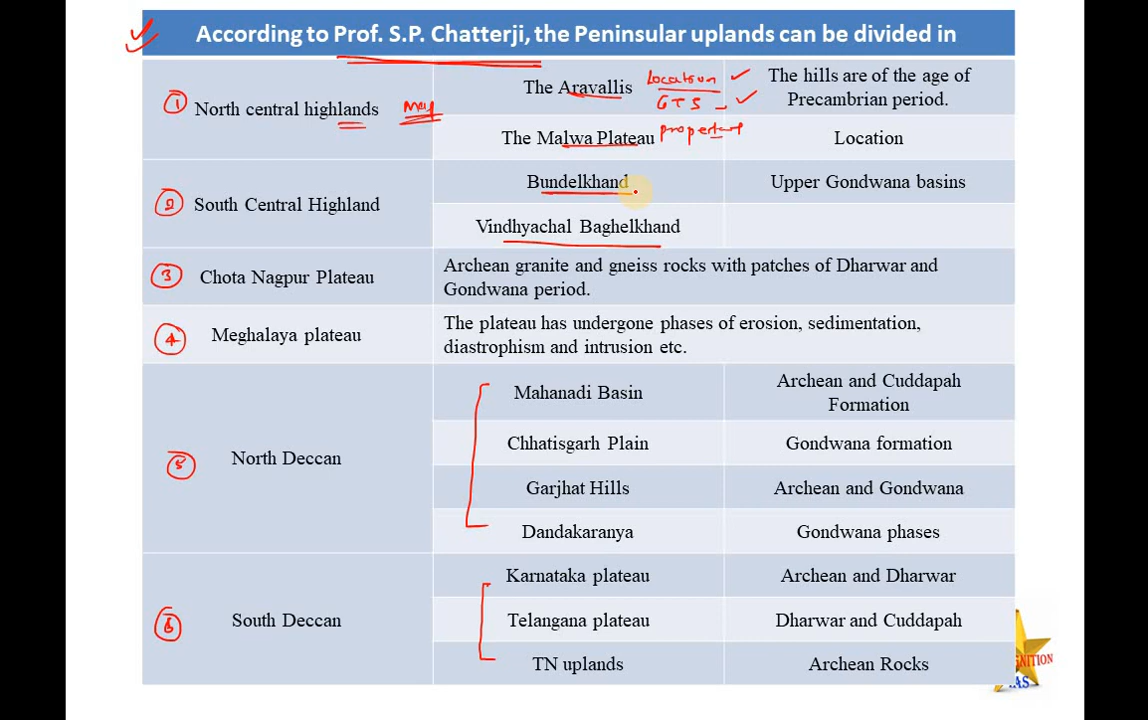 According to Prof. S.P. Chatterji, the Peninsular uplands can be divided in
1
North central highlands
Map
The Aravallis
Location
GTS
The hills are of the age of
Precambrian period.
The Malwa Plateau
Location
2
South Central Highland
Bundelkhand
Upper Gondwana basins
Vindhyachal Baghelkhand
3
Chota Nagpur Plateau
Archean granite and gneiss rocks with patches of Dharwar and
Gondwana period.
4
Meghalaya plateau
The plateau has undergone phases of erosion, sedimentation,
diastrophism and intrusion etc.
5
North Deccan
Mahanadi Basin
Archean and Cuddapah
Formation
Chhatisgarh Plain
Gondwana formation
Garjhat Hills
Archean and Gondwana
Dandakaranya
Gondwana phases
6
South Deccan
Karnataka plateau
Archean and Dharwar
Telangana plateau
Dharwar and Cuddapah
TN uplands
Archean Rocks
GNITION
IAS